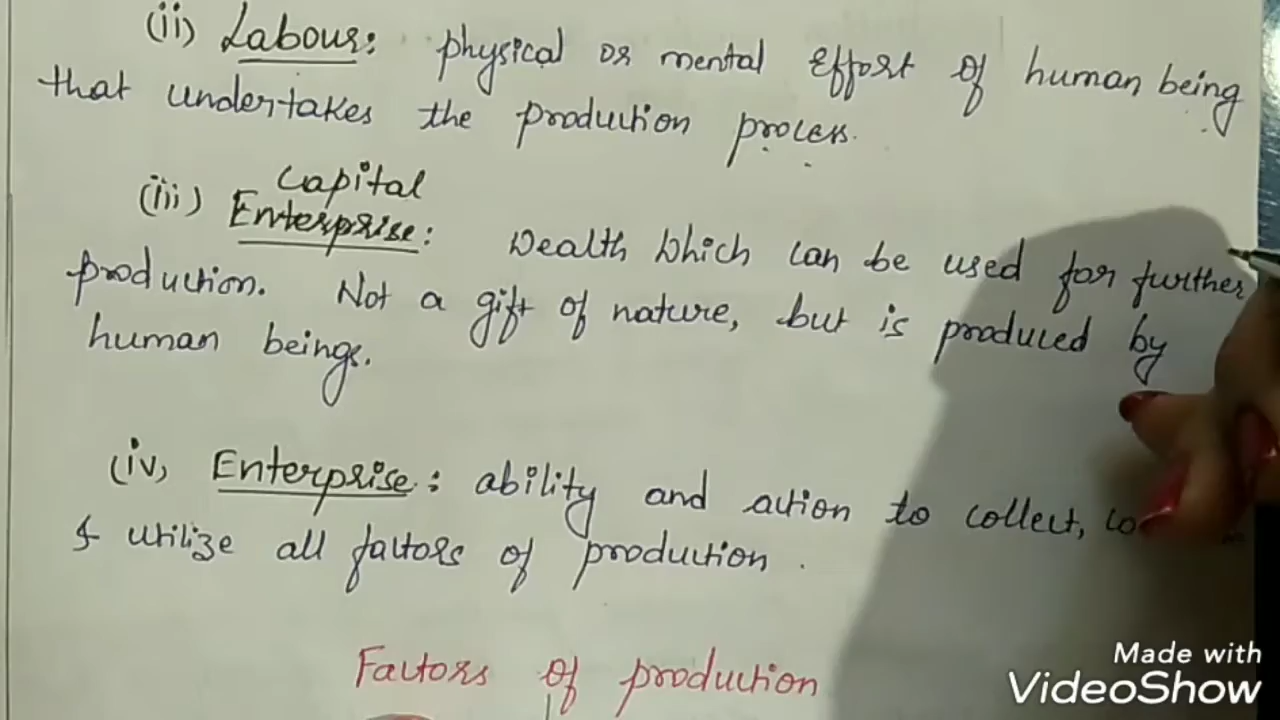 (ii) Labour: physical or mental effort of human being
that undertakes the production process.
Capital
(iii) Enterprise: Wealth which can be used for further
production. Not a gift of nature, but is produced by
human beings.
(iv) Enterprise: ability and action to collect,
& utilize all factors of production.
Factors of production
Made with
VideoShow